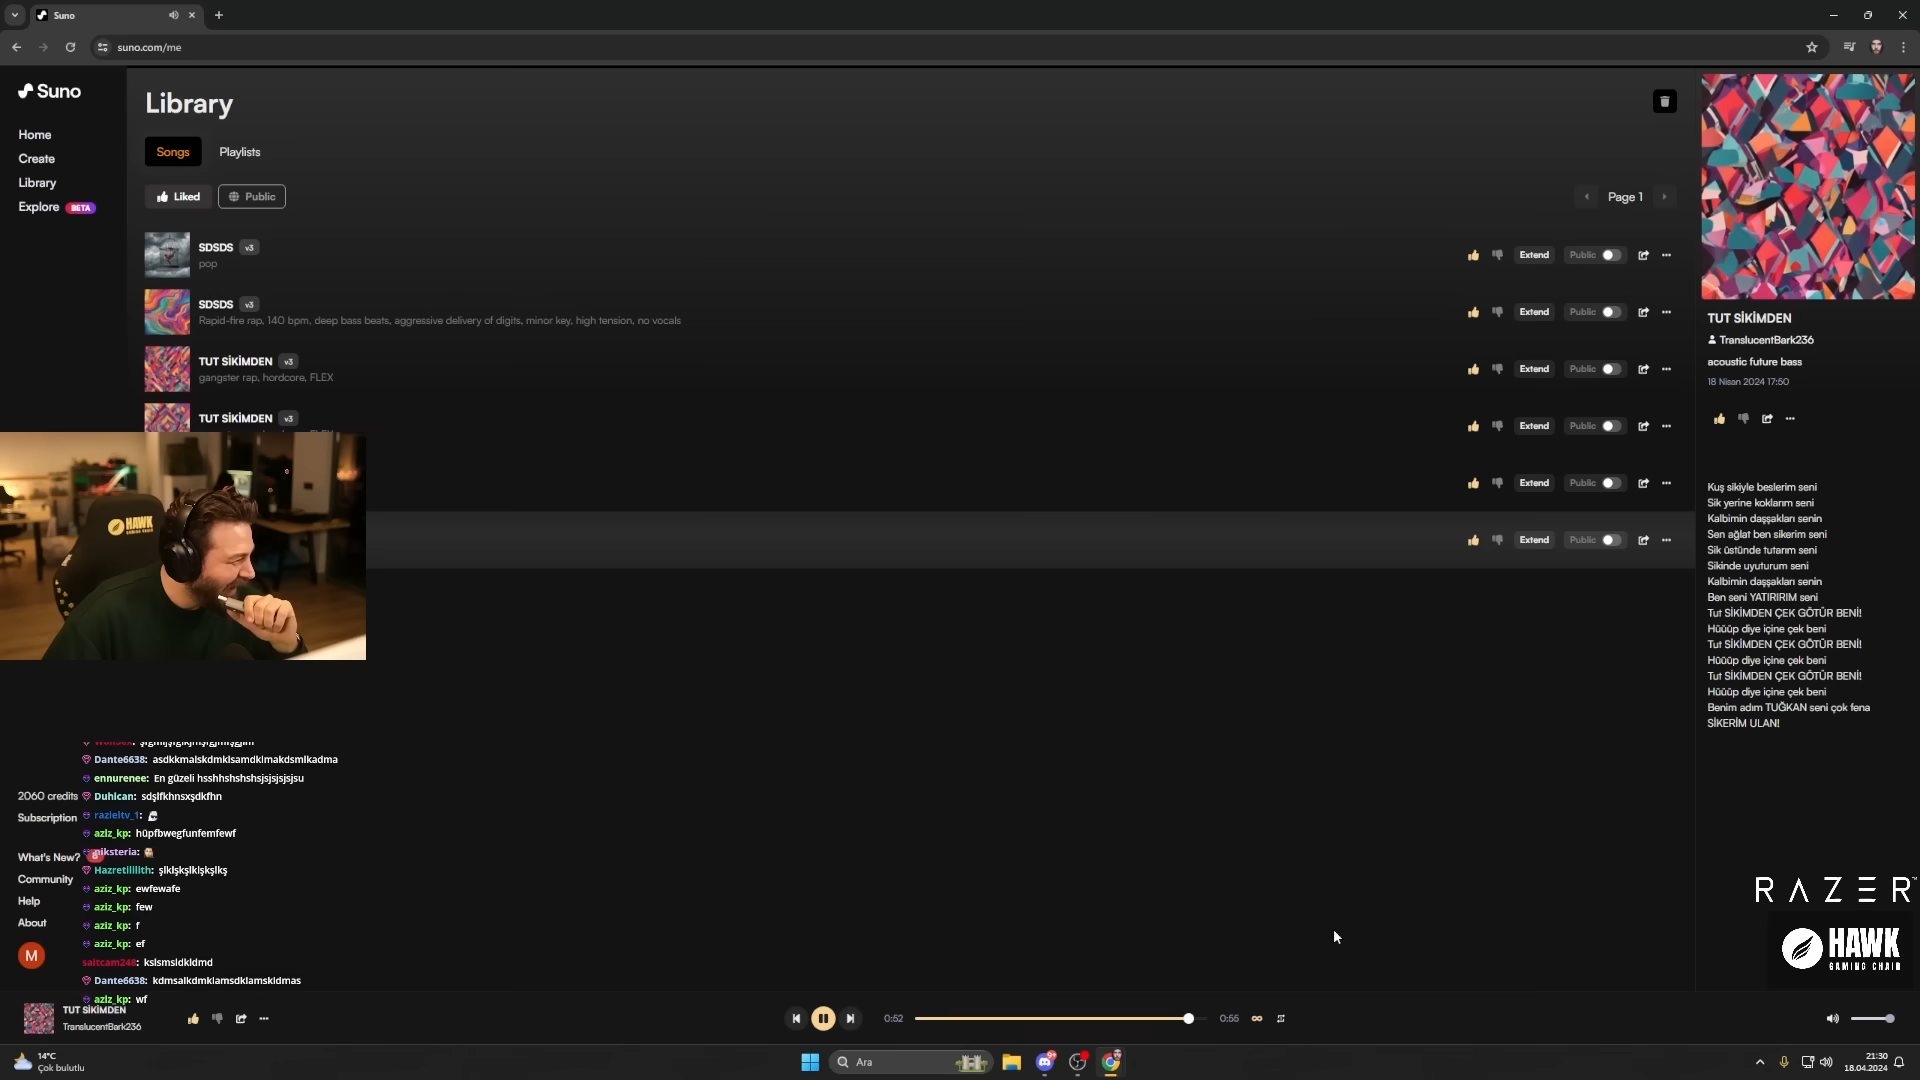 Suno
suno.com/me
Suno
Home
Create
Library
Explore BETA
Library
Songs Playlists
Liked Public
Page 1
SDSDS v3
pop
Extend Public
SDSDS v3
Rapid-fire rap, 140 bpm, deep bass beats, aggressive delivery of digits, minor key, high tension, no vocals
Extend Public
TUT SİKİMDEN v3
gangster rap, hordcore, FLEX
Extend Public
TUT SİKİMDEN v3
Extend Public
Extend Public
Extend Public
HAWK
TUT SİKİMDEN
TranslucentBark236
acoustic future bass
18 Nisan 2024 17:50
Kuş sikiyle beslerim seni
Sik yerine koklarım seni
Kalbimin daşşakları senin
Sen ağlat ben sikerim seni
Sik üstünde tutarım seni
Sikinde uyuturum seni
Kalbimin daşşakları senin
Ben seni YATIRIRIM seni
Tut SİKİMDEN ÇEK GÖTÜR BENİ!
Hüüüp diye içine çek beni
Tut SİKİMDEN ÇEK GÖTÜR BENİ!
Hüüüp diye içine çek beni
Tut SİKİMDEN ÇEK GÖTÜR BENİ!
Hüüüp diye içine çek beni
Benim adım TUĞKAN seni çok fena
SİKERİM ULAN!
Dante6638: asdkkmalskdmklsamdklmakdsmlkadma
ennurenee: En güzeli hsshhshshshsjsjsjsjsjsu
2060 credits
Duhlcan: sdşlfkhnsxşdkfhn
Subscription
razieltv_1:
aziz_kp: hüpfbwegfunfemfewf
What's New? 8
niksteria:
Hazretilllith: şlklşkşlklşkşlkş
Community
aziz_kp: ewfewafe
Help
aziz_kp: few
About
aziz_kp: f
aziz_kp: ef
M
saitcam248: kslsmsldkldmd
Dante6638: kdmsalkdmklamsdklamskldmas
aziz_kp: wf
RAZER™
HAWK
GAMING CHAIR
TUT SİKİMDEN
TranslucentBark236
0:52
0:55
14°C
Çok bulutlu
Ara
21:30
18.04.2024